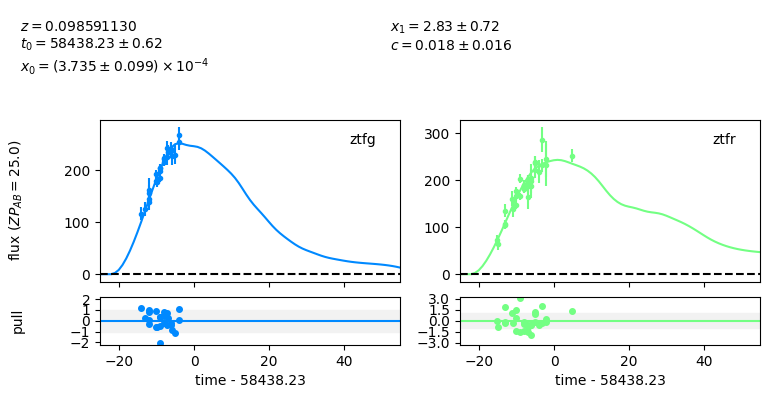 z = 0.098591130
t₀ = 58438.23 ± 0.62
x₀ = (3.735 ± 0.099) × 10⁻⁴
x₁ = 2.83 ± 0.72
c = 0.018 ± 0.016
flux (ZP_AB = 25.0)
200
100
0
ztfg
300
200
100
0
ztfr
pull
2
1
0
−1
−2
3.0
1.5
0.0
−1.5
−3.0
−20 0 20 40
−20 0 20 40
time - 58438.23
time - 58438.23